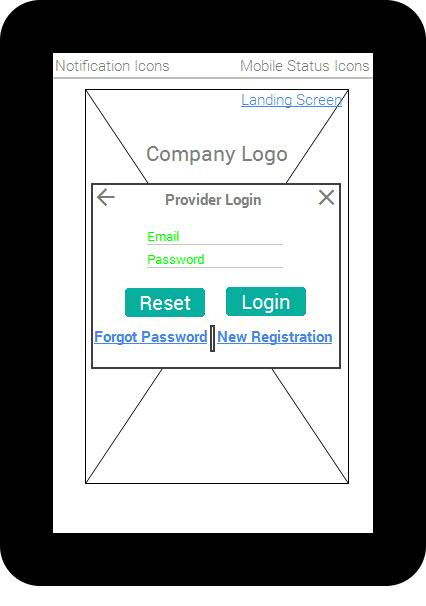 Notification Icons Mobile Status Icons
Landing Screen
Company Logo
Provider Login
Email
Password
Reset Login
Forgot Password New Registration